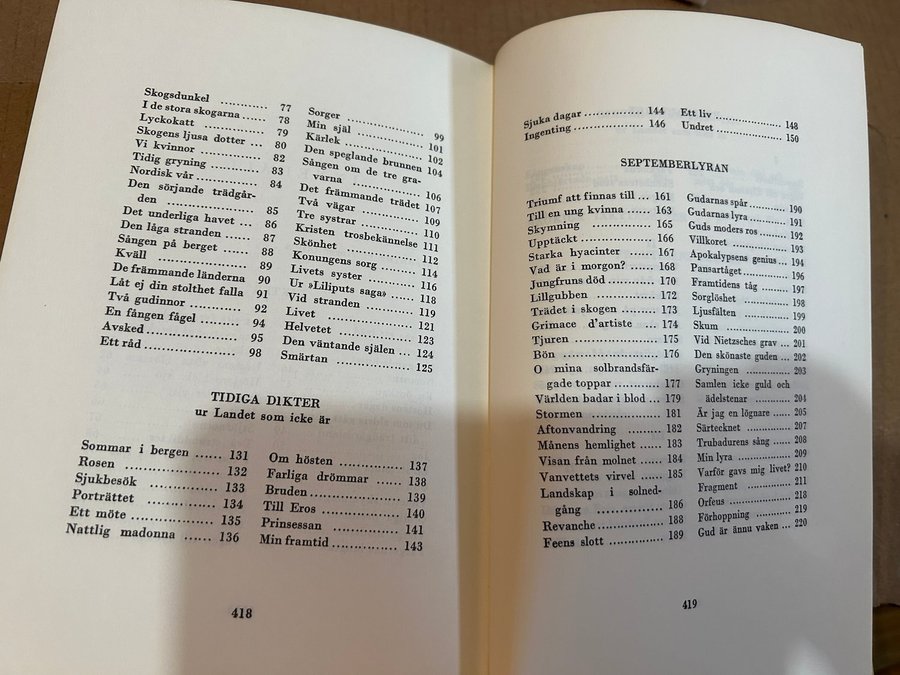 Skogsdunkel ............ 77
I de stora skogarna ..... 78
Lyckokatt ............ 79
Skogens ljusa dotter ... 80
Vi kvinnor ............ 82
Tidig gryning ......... 83
Nordisk vår ............ 84
Den sörjande trädgår-
den ............ 85
Det underliga havet ... 86
Den låga stranden ...... 87
Sången på berget ...... 88
Kväll ............ 89
De främmande länderna 90
Låt ej din stolthet falla 91
Två gudinnor ......... 92
En fången fågel ......... 94
Avsked ............ 95
Ett råd ............ 98
Sorger ............ 99
Min själ ............ 101
Kärlek ............ 102
Den speglande brunnen 104
Sången om de tre gra-
varna ............ 106
Det främmande trädet 107
Två vägar ............ 109
Tre systrar ............ 110
Kristen trosbekännelse 111
Skönhet ............ 112
Konungens sorg ......... 114
Livets syster ............ 116
Ur »Liliputs saga» ...... 118
Vid stranden ............ 119
Livet ............ 121
Helvetet ............ 123
Den väntande själen ... 124
Smärtan ............ 125
TIDIGA DIKTER
ur Landet som icke är
Sommar i bergen ...... 131
Rosen ............ 132
Sjukbesök ............ 133
Porträttet ............ 134
Ett möte ............ 135
Nattlig madonna ...... 136
Om hösten ............ 137
Farliga drömmar ...... 138
Bruden ............ 139
Till Eros ............ 140
Prinsessan ............ 141
Min framtid ............ 143
418
Sjuka dagar ............ 144
Ingenting ............ 146
Ett liv ............ 148
Undret ............ 150
SEPTEMBERLYRAN
Triumf att finnas till ... 161
Till en ung kvinna ...... 163
Skymning ............ 165
Upptäckt ............ 166
Starka hyacinter ...... 167
Vad är i morgon? ...... 168
Jungfruns död ......... 170
Lillgubben ............ 172
Trädet i skogen ......... 173
Grimace d'artiste ...... 174
Tjuren ............ 175
Bön ............ 176
O mina solbrandsfär-
gade toppar ............ 177
Världen badar i blod ... 179
Stormen ............ 181
Aftonvandring ......... 182
Månens hemlighet ...... 183
Visan från molnet ...... 184
Vanvettets virvel ...... 185
Landskap i solned-
gång ............ 186
Revanche ............ 188
Feens slott ............ 189
Gudarnas spår ......... 190
Gudarnas lyra ......... 191
Guds moders ros ...... 192
Villkoret ............ 193
Apokalypsens genius ... 194
Pansartåget ............ 196
Framtidens tåg ......... 197
Sorglöshet ............ 198
Ljusfälten ............ 199
Skum ............ 200
Vid Nietzsches grav ... 201
Den skönaste guden ... 202
Gryningen ............ 203
Samlen icke guld och
ädelstenar ............ 204
Är jag en lögnare ...... 205
Särtecknet ............ 207
Trubadurens sång ...... 208
Min lyra ............ 209
Varför gavs mig livet? 210
Fragment ............ 211
Orfeus ............ 218
Förhoppning ............ 219
Gud är ännu vaken ... 220
419